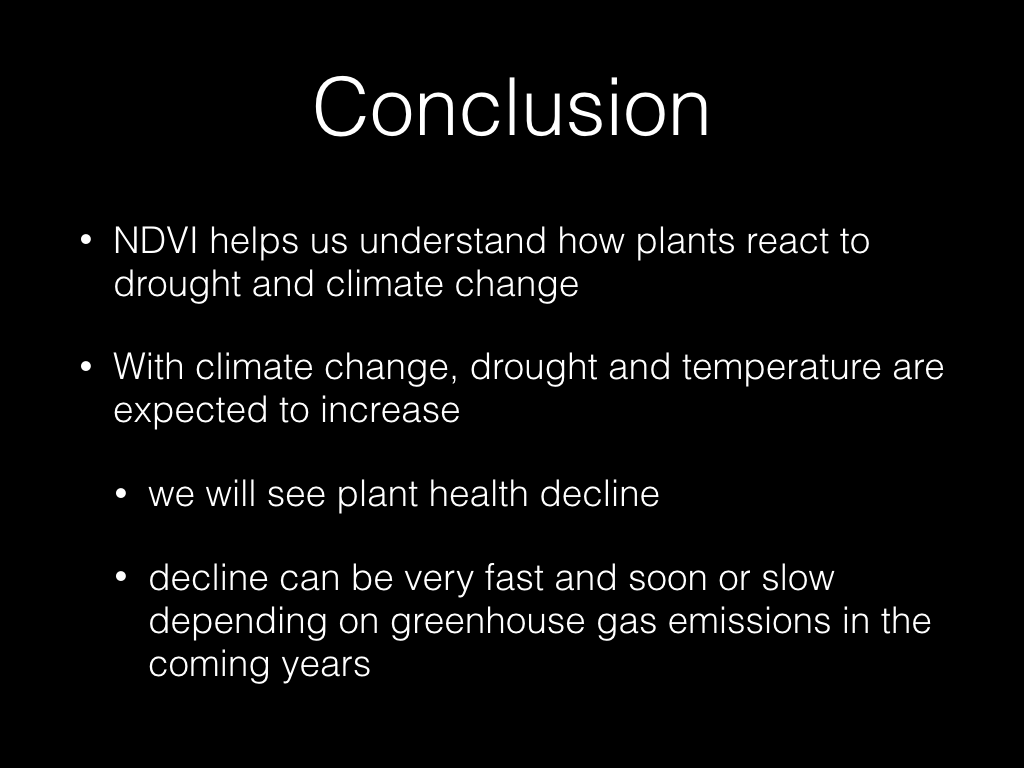 Conclusion
• NDVI helps us understand how plants react to
drought and climate change
• With climate change, drought and temperature are
expected to increase
• we will see plant health decline
• decline can be very fast and soon or slow
depending on greenhouse gas emissions in the
coming years